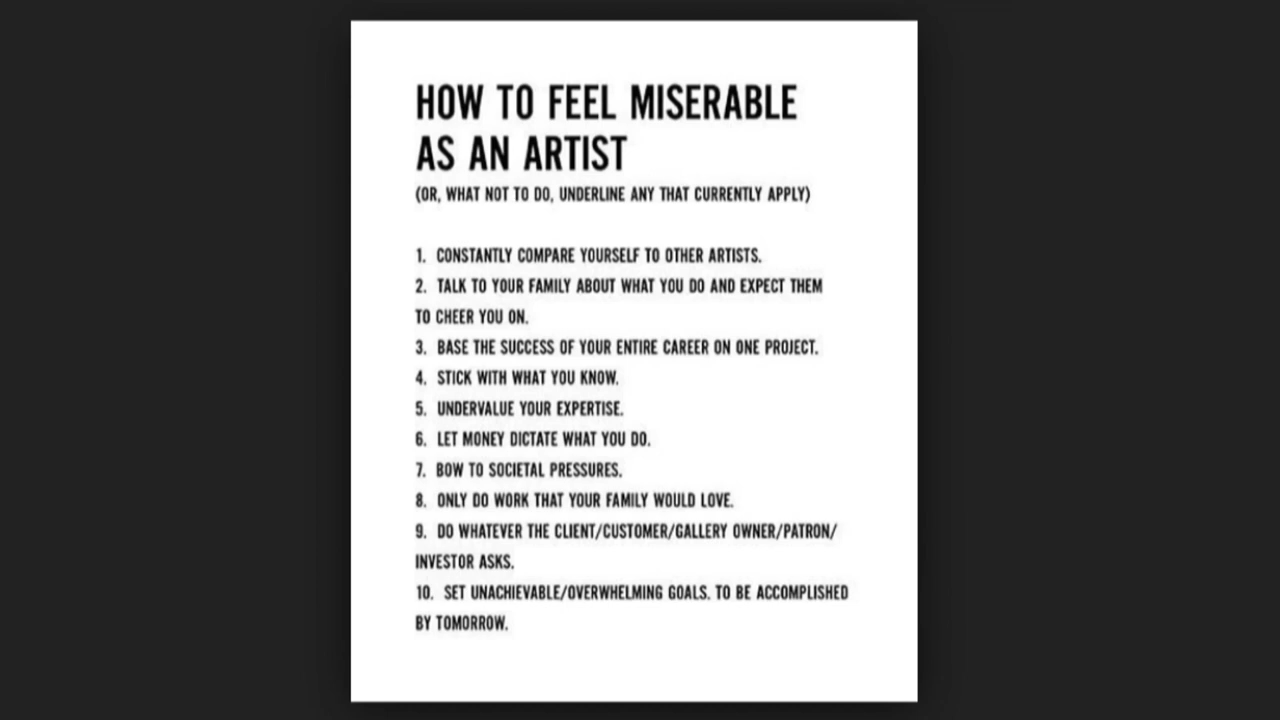 HOW TO FEEL MISERABLE
AS AN ARTIST
(OR, WHAT NOT TO DO, UNDERLINE ANY THAT CURRENTLY APPLY)
1. CONSTANTLY COMPARE YOURSELF TO OTHER ARTISTS.
2. TALK TO YOUR FAMILY ABOUT WHAT YOU DO AND EXPECT THEM
TO CHEER YOU ON.
3. BASE THE SUCCESS OF YOUR ENTIRE CAREER ON ONE PROJECT.
4. STICK WITH WHAT YOU KNOW.
5. UNDERVALUE YOUR EXPERTISE.
6. LET MONEY DICTATE WHAT YOU DO.
7. BOW TO SOCIETAL PRESSURES.
8. ONLY DO WORK THAT YOUR FAMILY WOULD LOVE.
9. DO WHATEVER THE CLIENT/CUSTOMER/GALLERY OWNER/PATRON/
INVESTOR ASKS.
10. SET UNACHIEVABLE/OVERWHELMING GOALS. TO BE ACCOMPLISHED
BY TOMORROW.